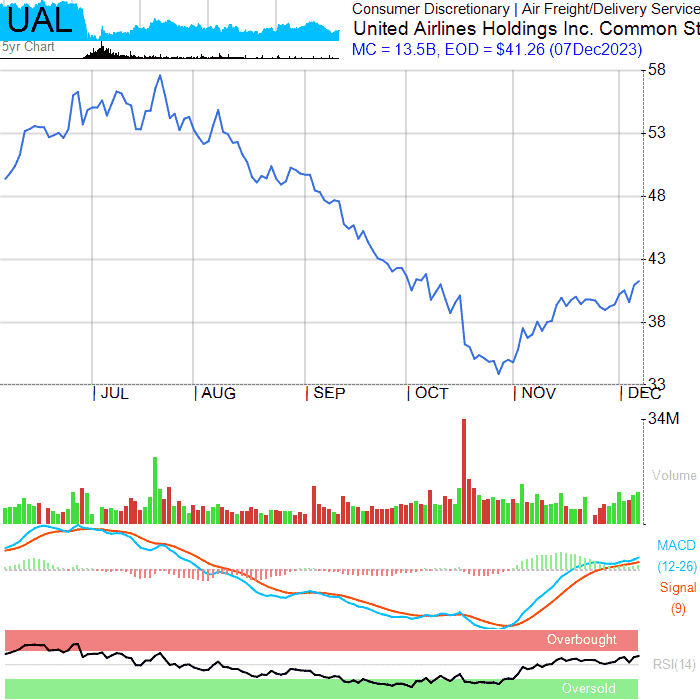 UAL
5yr Chart
Consumer Discretionary | Air Freight/Delivery Service
United Airlines Holdings Inc. Common St
MC = 13.5B, EOD = $41.26 (07Dec2023)
58
53
48
43
38
33
JUL AUG SEP OCT NOV DEC
34M
Volume
MACD
(12-26)
Signal
(9)
Overbought
RSI(14)
Oversold